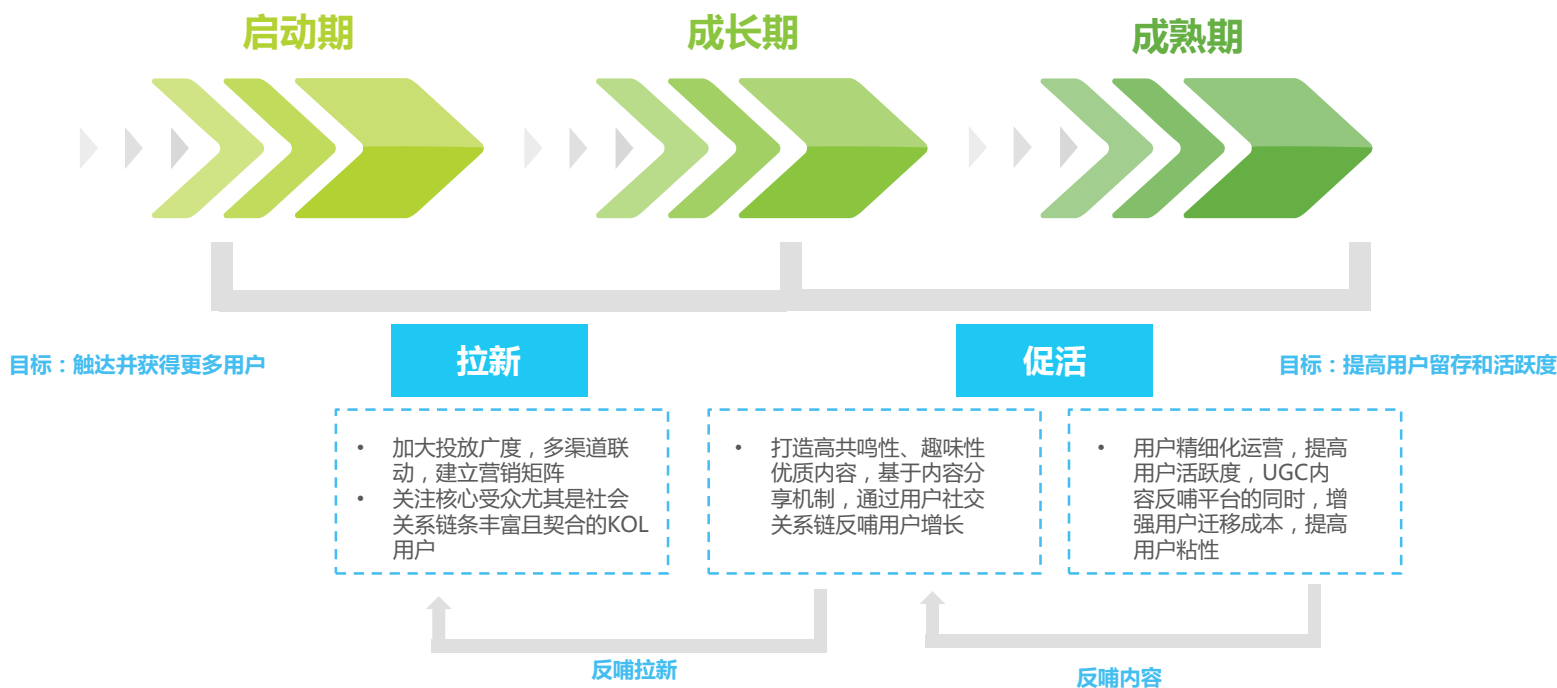 启动期
成长期
成熟期
目标：触达并获得更多用户
拉新
促活
目标：提高用户留存和活跃度
• 加大投放广度，多渠道联
动，建立营销矩阵
• 关注核心受众尤其是社会
关系链条丰富且契合的KOL
用户
• 打造高共鸣性、趣味性
优质内容，基于内容分
享机制，通过用户社交
关系链反哺用户增长
• 用户精细化运营，提高
用户活跃度，UGC内
容反哺平台的同时，增
强用户迁移成本，提高
用户粘性
反哺拉新
反哺内容